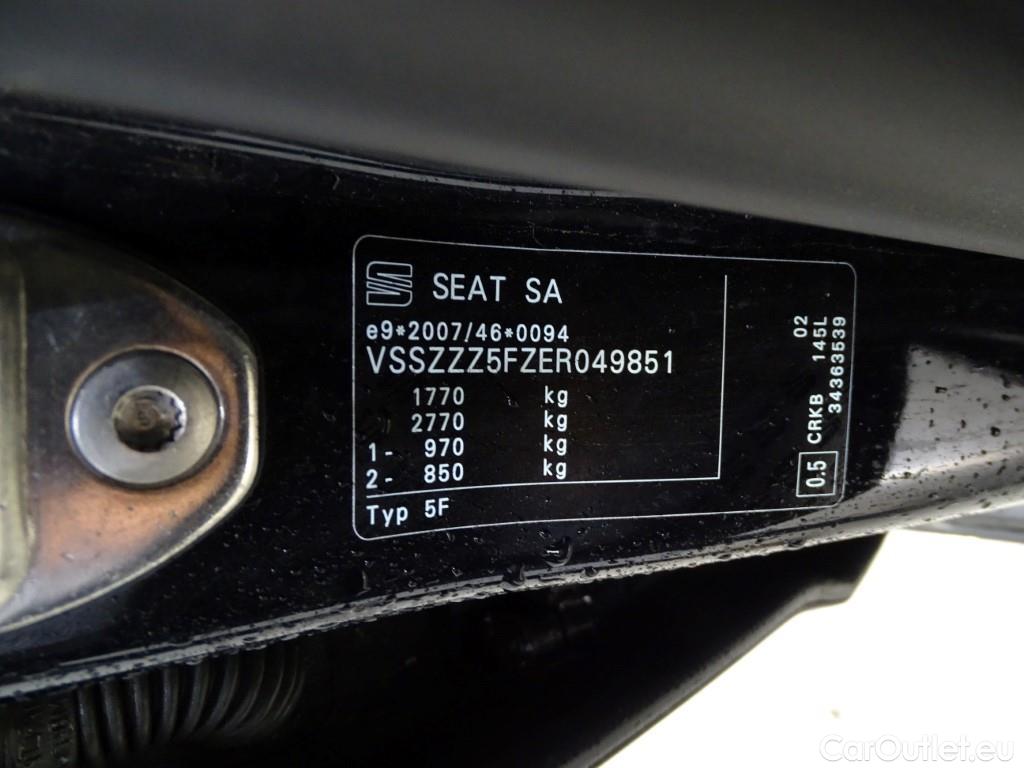 SEAT SA
e9*2007/46*0094
VSSZZZ5FZER049851
1770 kg
2770 kg
1- 970 kg
2- 850 kg
Typ 5F
02
CRKB 145L
34363539
0.5
CarOutlet.eu